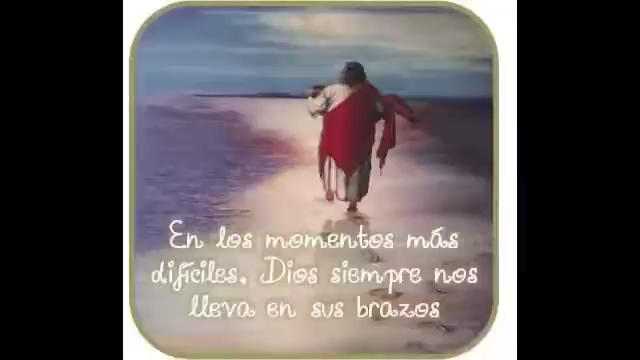 En los momentos más
difíciles. Dios siempre nos
lleva en sus brazos